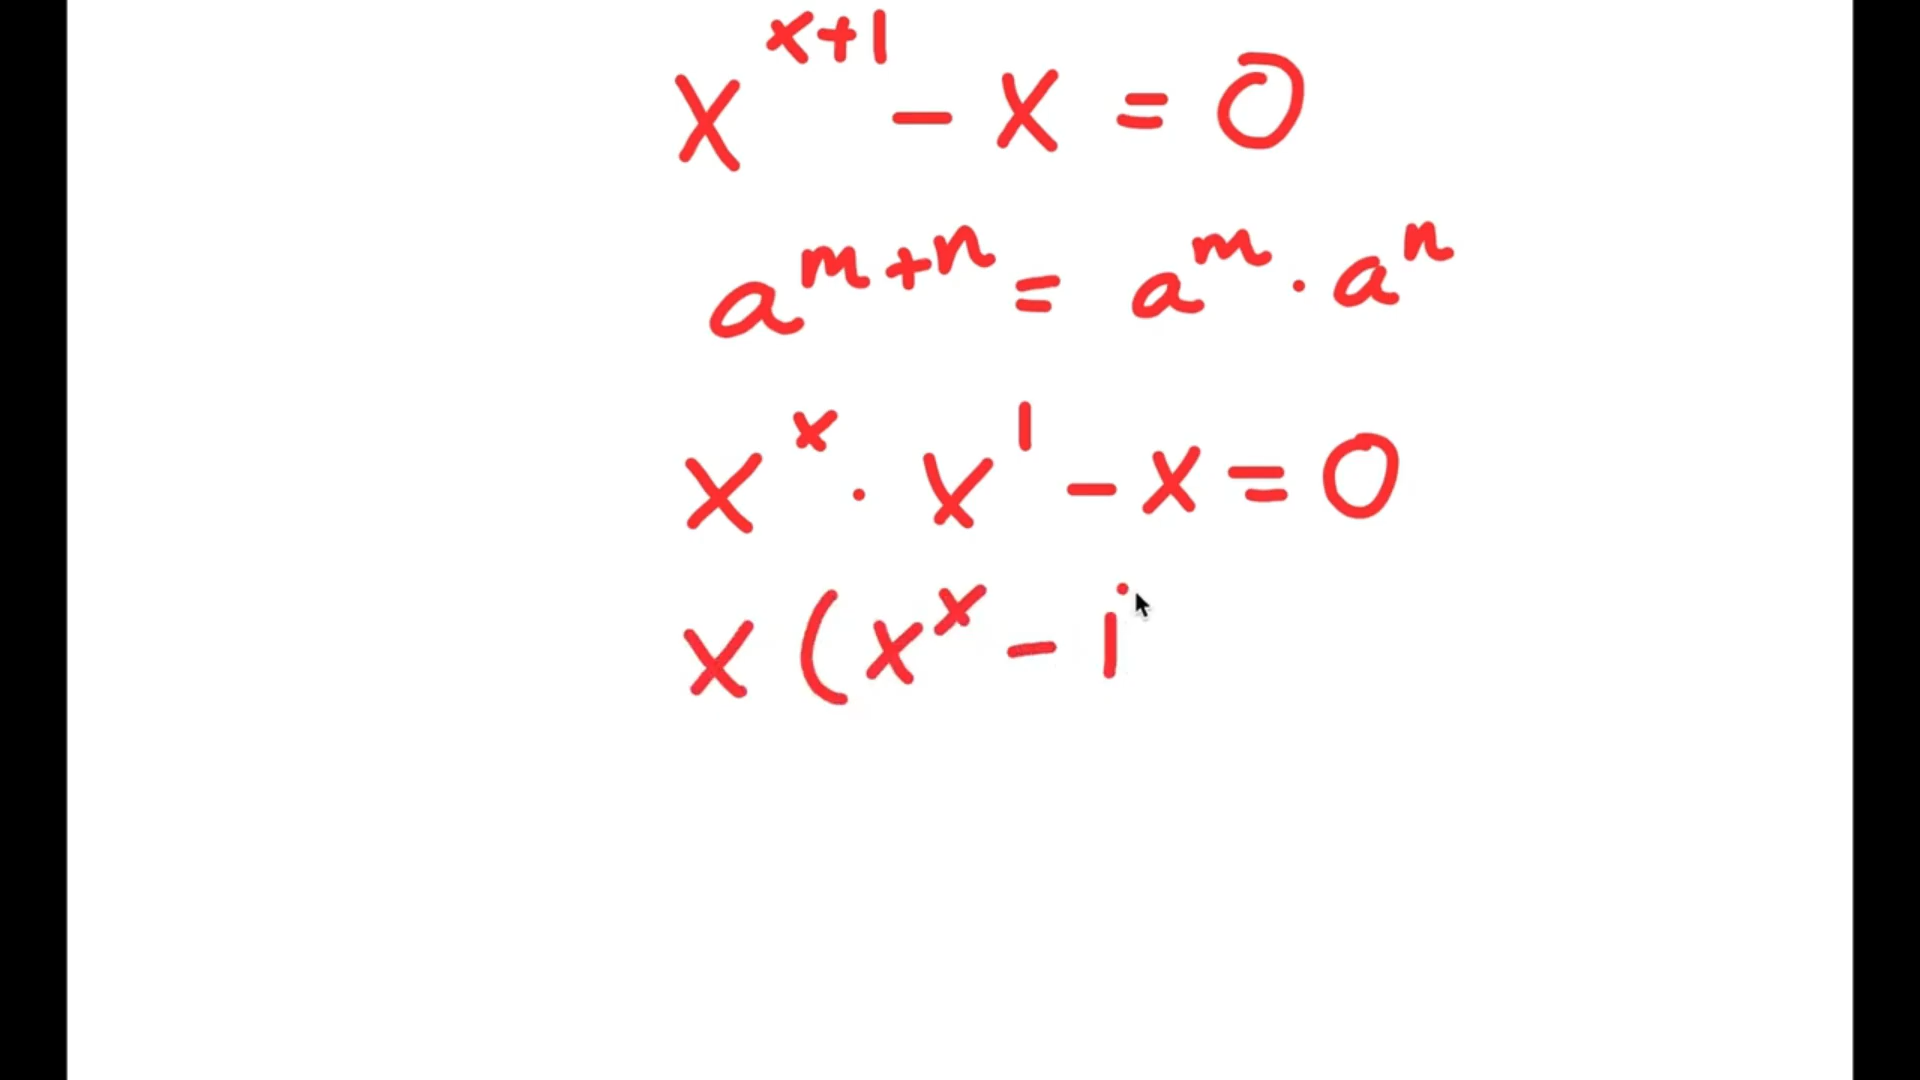 x^{x+1} - x = 0
a^{m+n} = a^m · a^n
x^x · x^1 - x = 0
x (x^x - 1